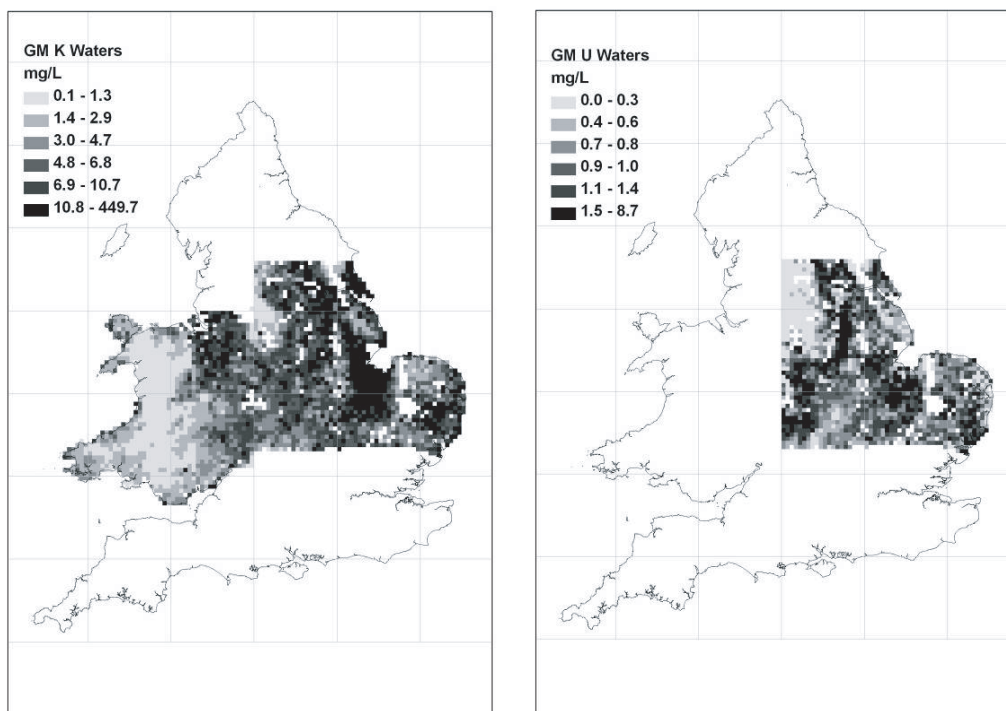 GM K Waters
mg/L
0.1 - 1.3
1.4 - 2.9
3.0 - 4.7
4.8 - 6.8
6.9 - 10.7
10.8 - 449.7
GM U Waters
mg/L
0.0 - 0.3
0.4 - 0.6
0.7 - 0.8
0.9 - 1.0
1.1 - 1.4
1.5 - 8.7